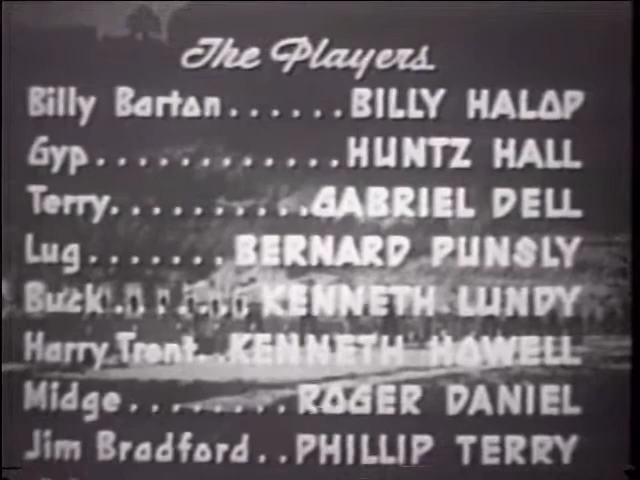 The Players
Billy Bartan......BILLY HALOP
Gyp.............HUNTZ HALL
Terry..........GABRIEL DELL
Lug.......BERNARD PUNSLY
Buck.......KENNETH LUNDY
Harry Trent..KENNETH HOWELL
Midge........ROGER DANIEL
Jim Bradford..PHILLIP TERRY